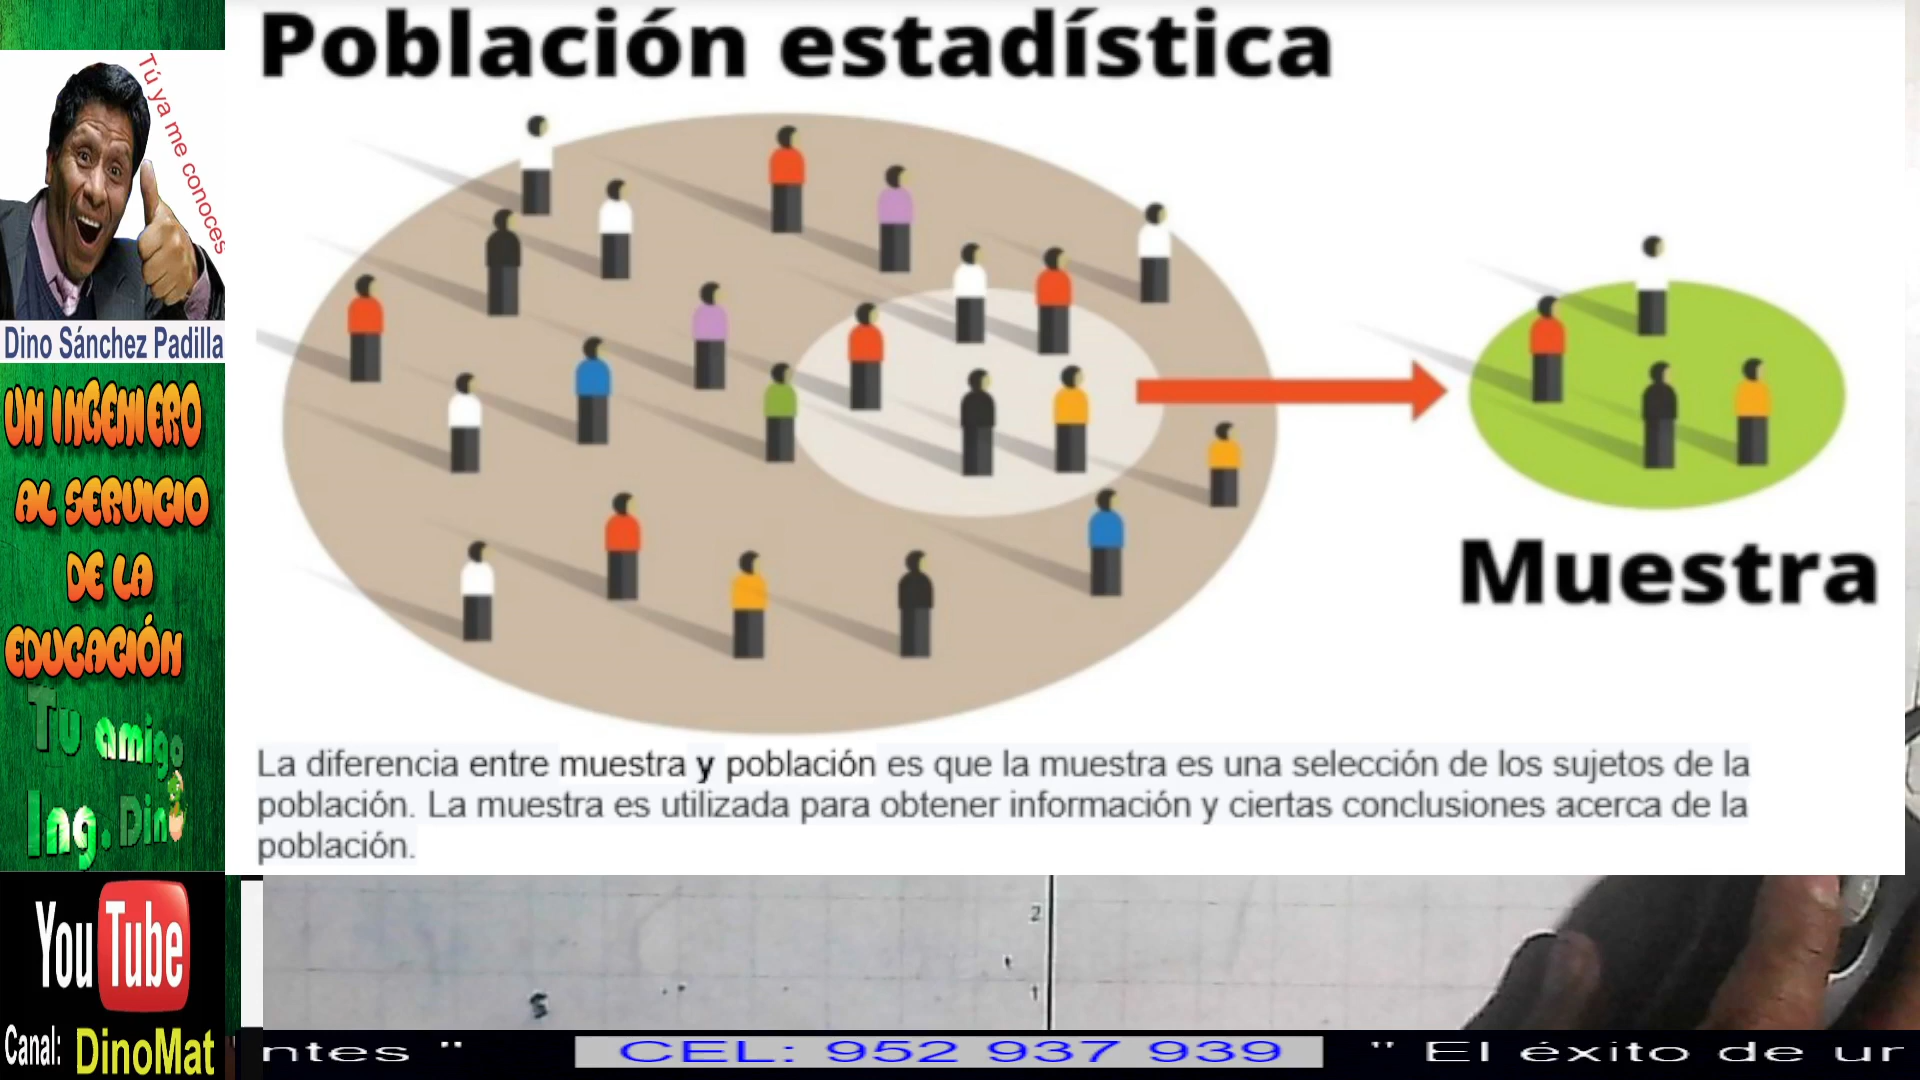 Población estadística
Tú ya me conoces
Dino Sánchez Padilla
UN INGENIERO
AL SERVICIO
DE LA
EDUCACIÓN
Tu amigo
Ing. Dino
Muestra
La diferencia entre muestra y población es que la muestra es una selección de los sujetos de la
población. La muestra es utilizada para obtener información y ciertas conclusiones acerca de la
población.
2
1
5
You Tube
Canal: DinoMat
ntes " CEL: 952 937 939 " El éxito de ur